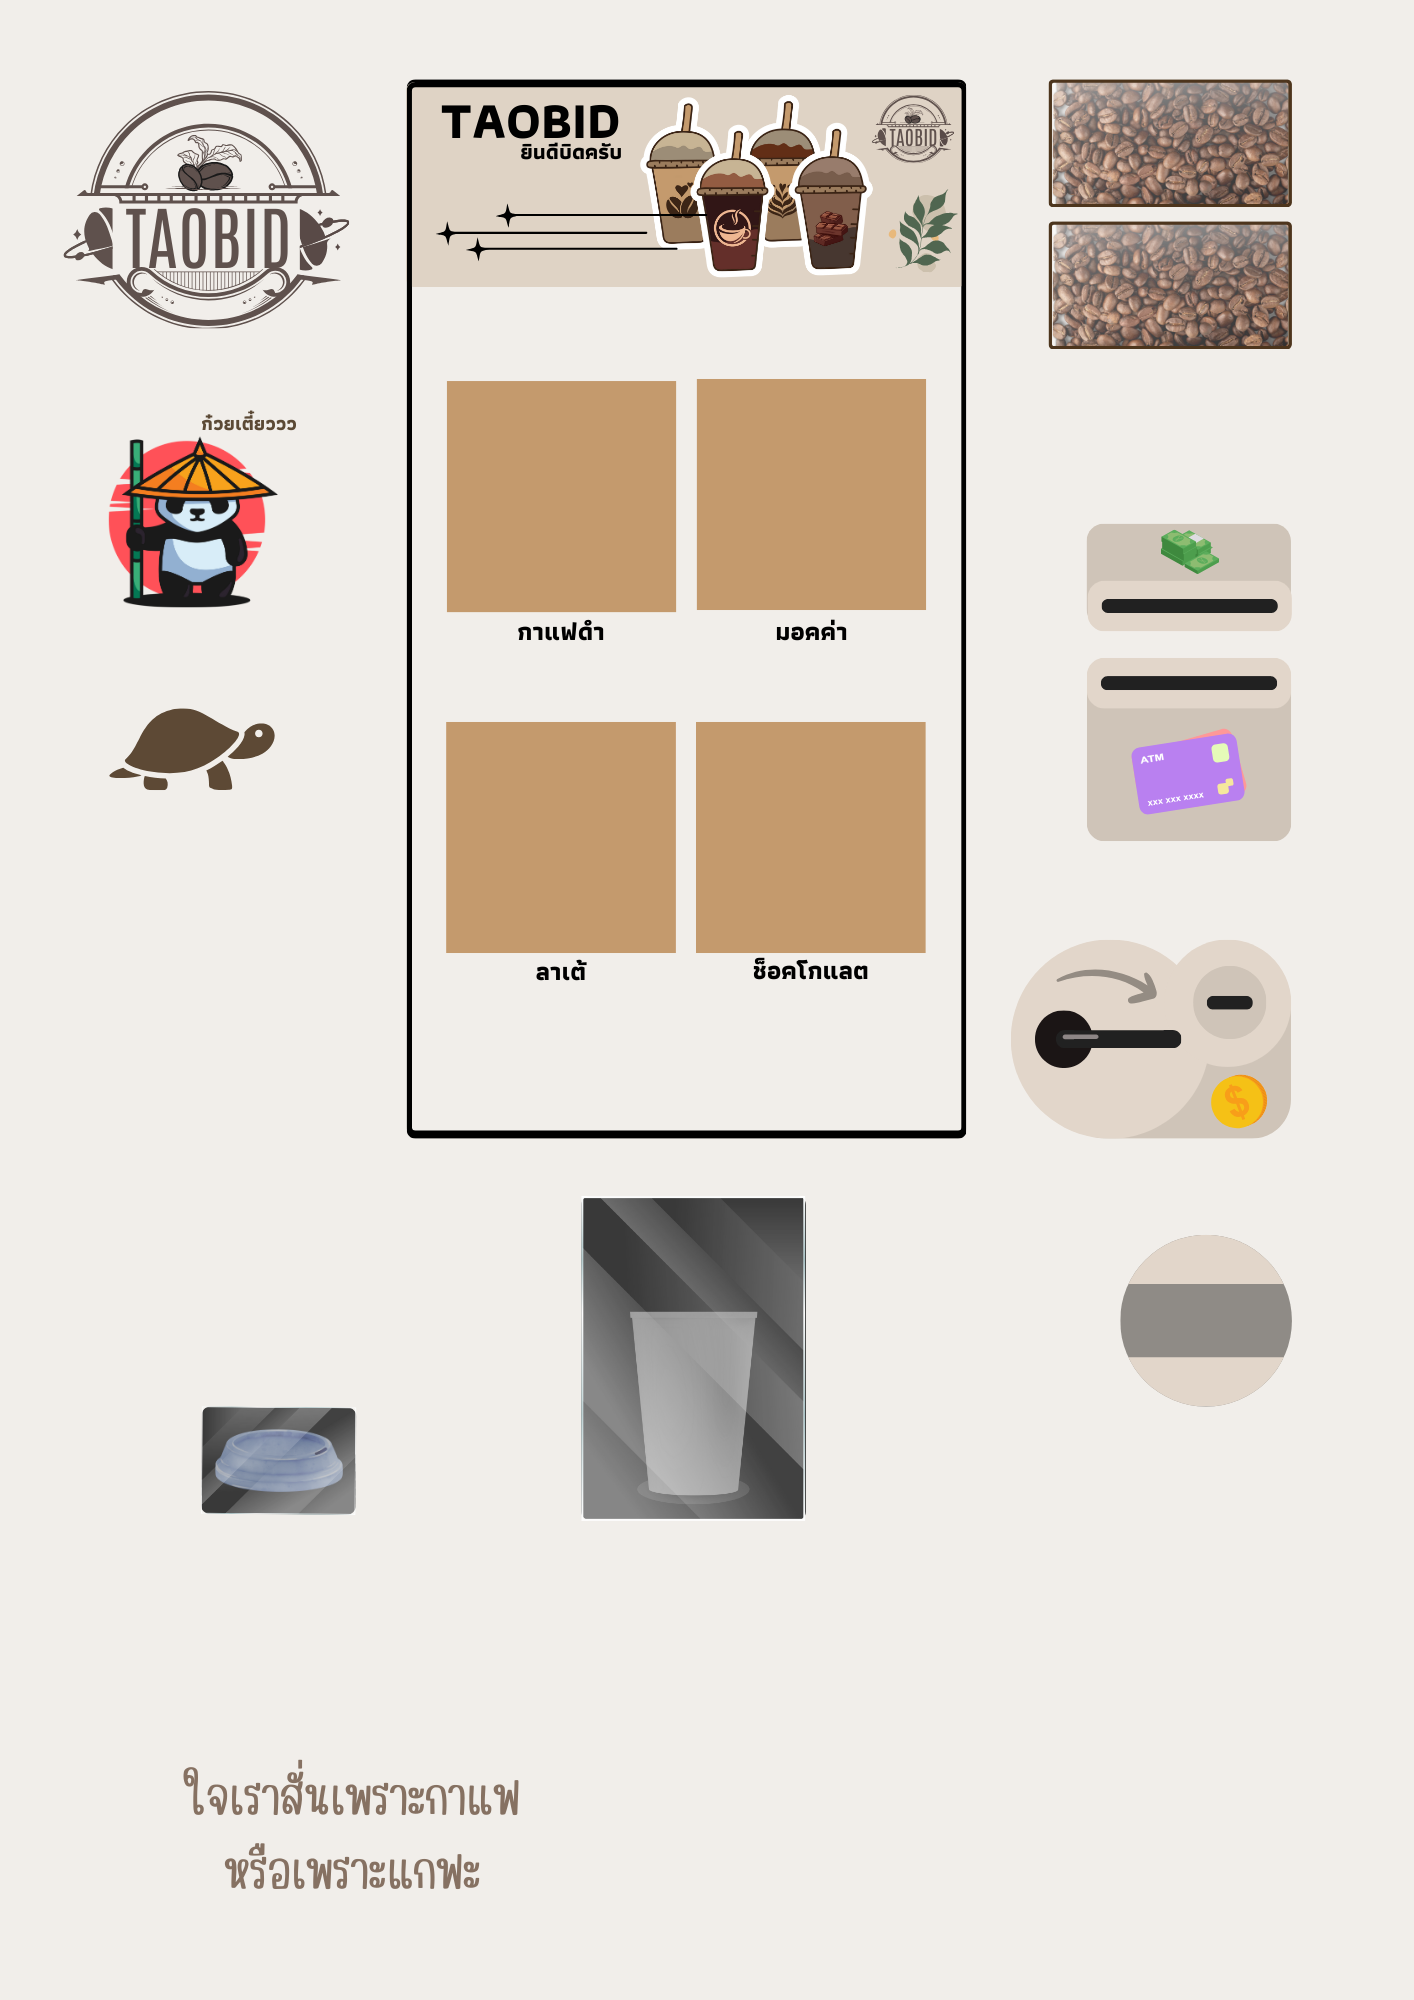 TAOBID
TAOBID
ยินดีบิดครับ
TAOBID
ก๋วยเตี๋ยววว
กาแฟดำ
มอคค่า
ATM
xxx xxx xxxx
ลาเต้
ช็อคโกแลต
$
ใจเราสั่นเพราะกาแฟ
หรือเพราะแกฟะ